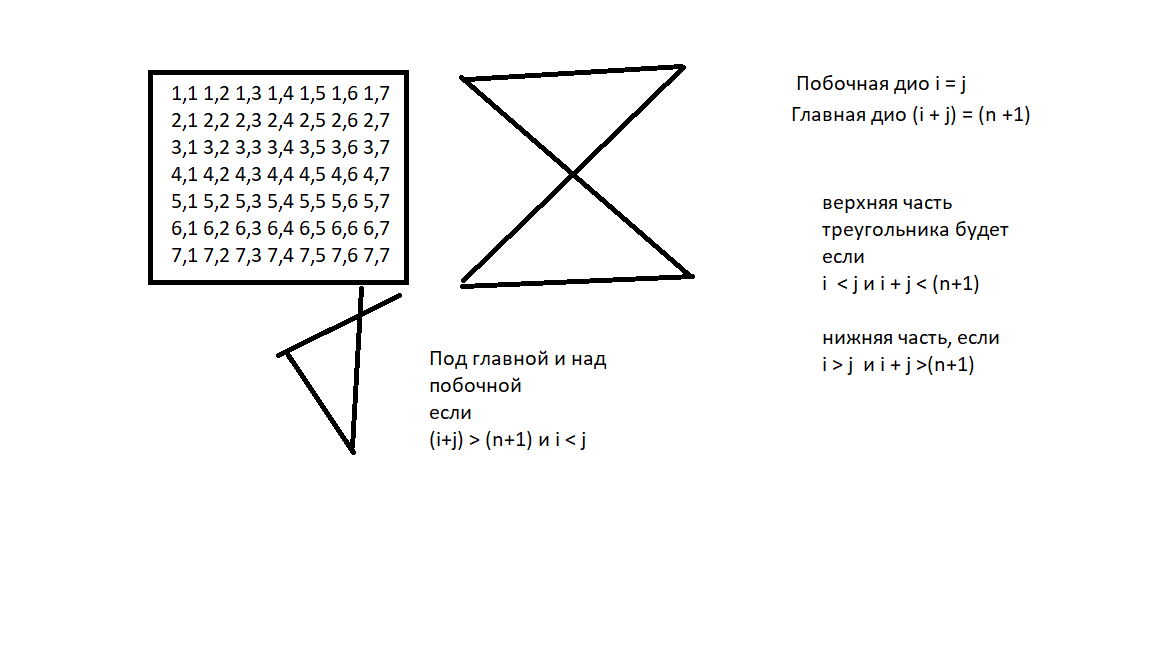 1,1 1,2 1,3 1,4 1,5 1,6 1,7
2,1 2,2 2,3 2,4 2,5 2,6 2,7
3,1 3,2 3,3 3,4 3,5 3,6 3,7
4,1 4,2 4,3 4,4 4,5 4,6 4,7
5,1 5,2 5,3 5,4 5,5 5,6 5,7
6,1 6,2 6,3 6,4 6,5 6,6 6,7
7,1 7,2 7,3 7,4 7,5 7,6 7,7
Побочная дио i = j
Главная дио (i + j) = (n +1)
верхняя часть
треугольника будет
если
i < j и i + j < (n+1)
нижняя часть, если
i > j и i + j >(n+1)
Под главной и над
побочной
если
(i+j) > (n+1) и i < j